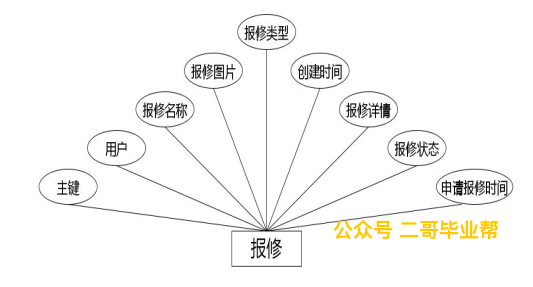 报修类型
报修图片
创建时间
报修名称
报修详情
用户
报修状态
主键
申请报修时间
公众号 二哥毕业帮
报修